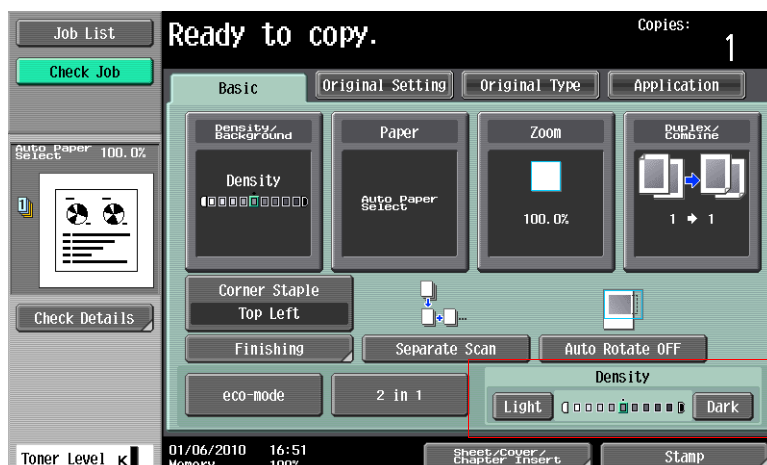 Job List
Check Job
Ready to copy.
Copies:
1
Basic
Original Setting
Original Type
Application
Density/
Background
Density
Paper
Auto Paper
Select
Zoom
100.0%
Duplex/
Combine
1 → 1
Auto Paper
Select 100.0%
1
Check Details
Corner Staple
Top Left
Finishing
Separate Scan
Auto Rotate OFF
eco-mode
2 in 1
Density
Light
Dark
Toner Level K
01/06/2010 16:51
Memory 100%
Sheet/Cover/
Chapter Insert
Stamp